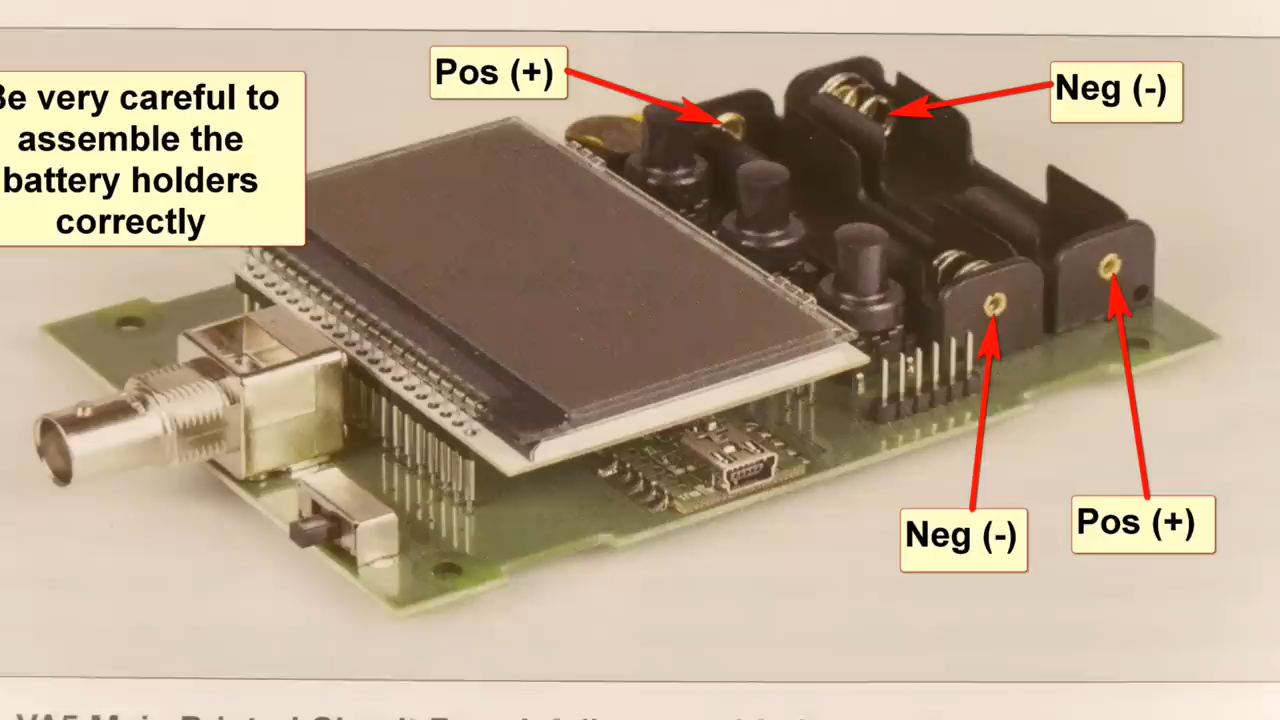 Be very careful to
assemble the
battery holders
correctly
Pos (+)
Neg (-)
Neg (-)
Pos (+)